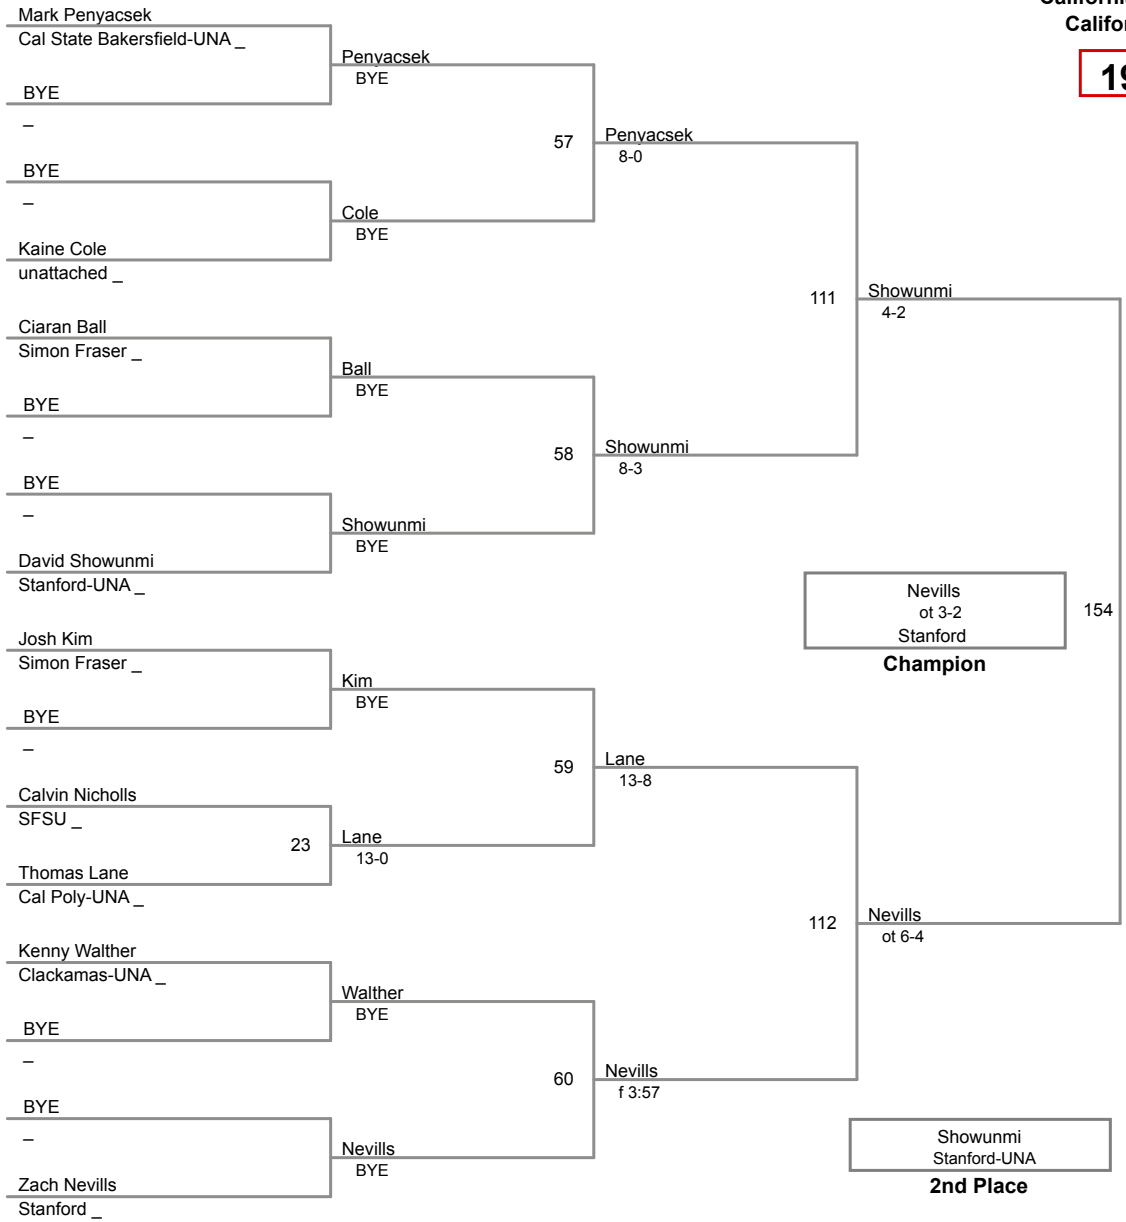 Mark Penyacsek
Cal State Bakersfield-UNA _
BYE
_
BYE
_
Kaine Cole
unattached _
Ciaran Ball
Simon Fraser _
BYE
_
BYE
_
David Showunmi
Stanford-UNA _
Josh Kim
Simon Fraser _
BYE
_
Calvin Nicholls
SFSU _
Thomas Lane
Cal Poly-UNA _
Kenny Walther
Clackamas-UNA _
BYE
_
BYE
_
Zach Nevills
Stanford _
Penyacsek
BYE
Cole
BYE
Ball
BYE
Showunmi
BYE
Kim
BYE
23
Lane
13-0
Walther
BYE
Nevills
BYE
57
Penyacsek
8-0
58
Showunmi
8-3
59
Lane
13-8
60
Nevills
f 3:57
111
Showunmi
4-2
112
Nevills
ot 6-4
154
Nevills
ot 3-2
Stanford
Champion
Showunmi
Stanford-UNA
2nd Place
19